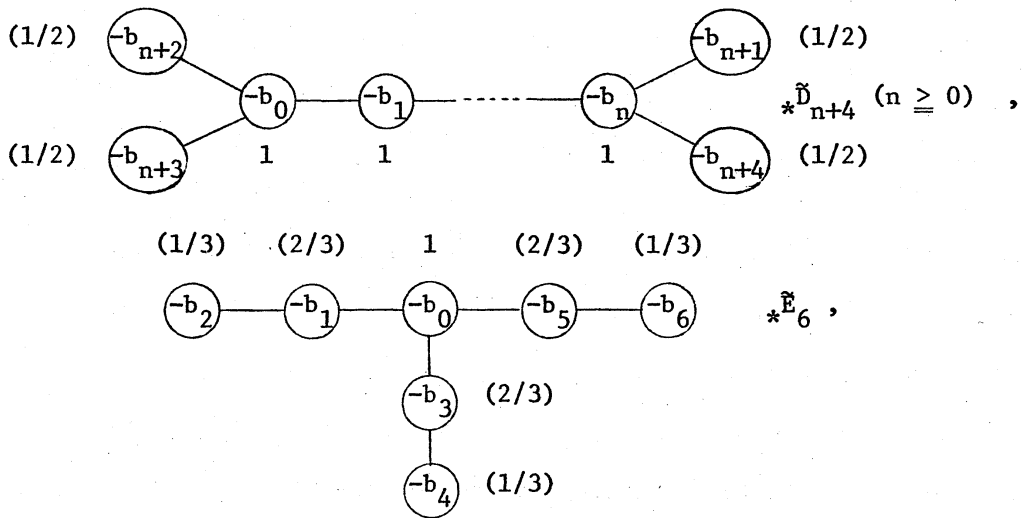 (1/2) -b_{n+2} -b_{n+1} (1/2)
-b_0 -b_1 -b_n *D̃_{n+4} (n ≧ 0) ,
(1/2) -b_{n+3} 1 1 1 -b_{n+4} (1/2)
(1/3) (2/3) 1 (2/3) (1/3)
-b_2 -b_1 -b_0 -b_5 -b_6 *Ẽ_6 ,
-b_3 (2/3)
-b_4 (1/3)